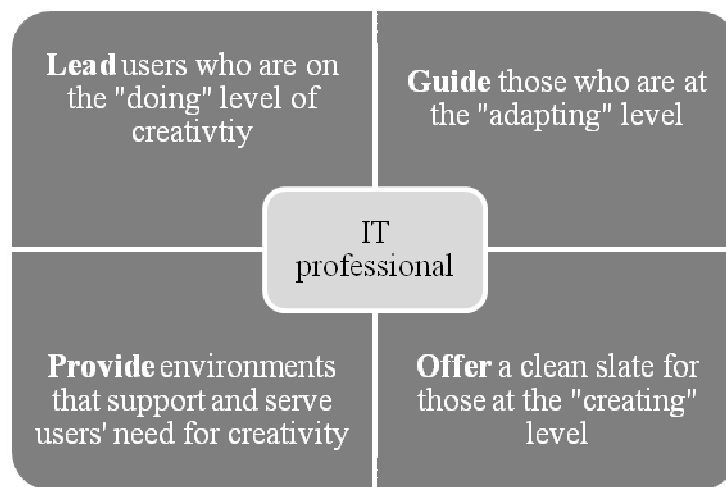 Lead users who are on
the "doing" level of
creativtiy
Guide those who are at
the "adapting" level
IT
professional
Provide environments
that support and serve
users' need for creativity
Offer a clean slate for
those at the "creating"
level